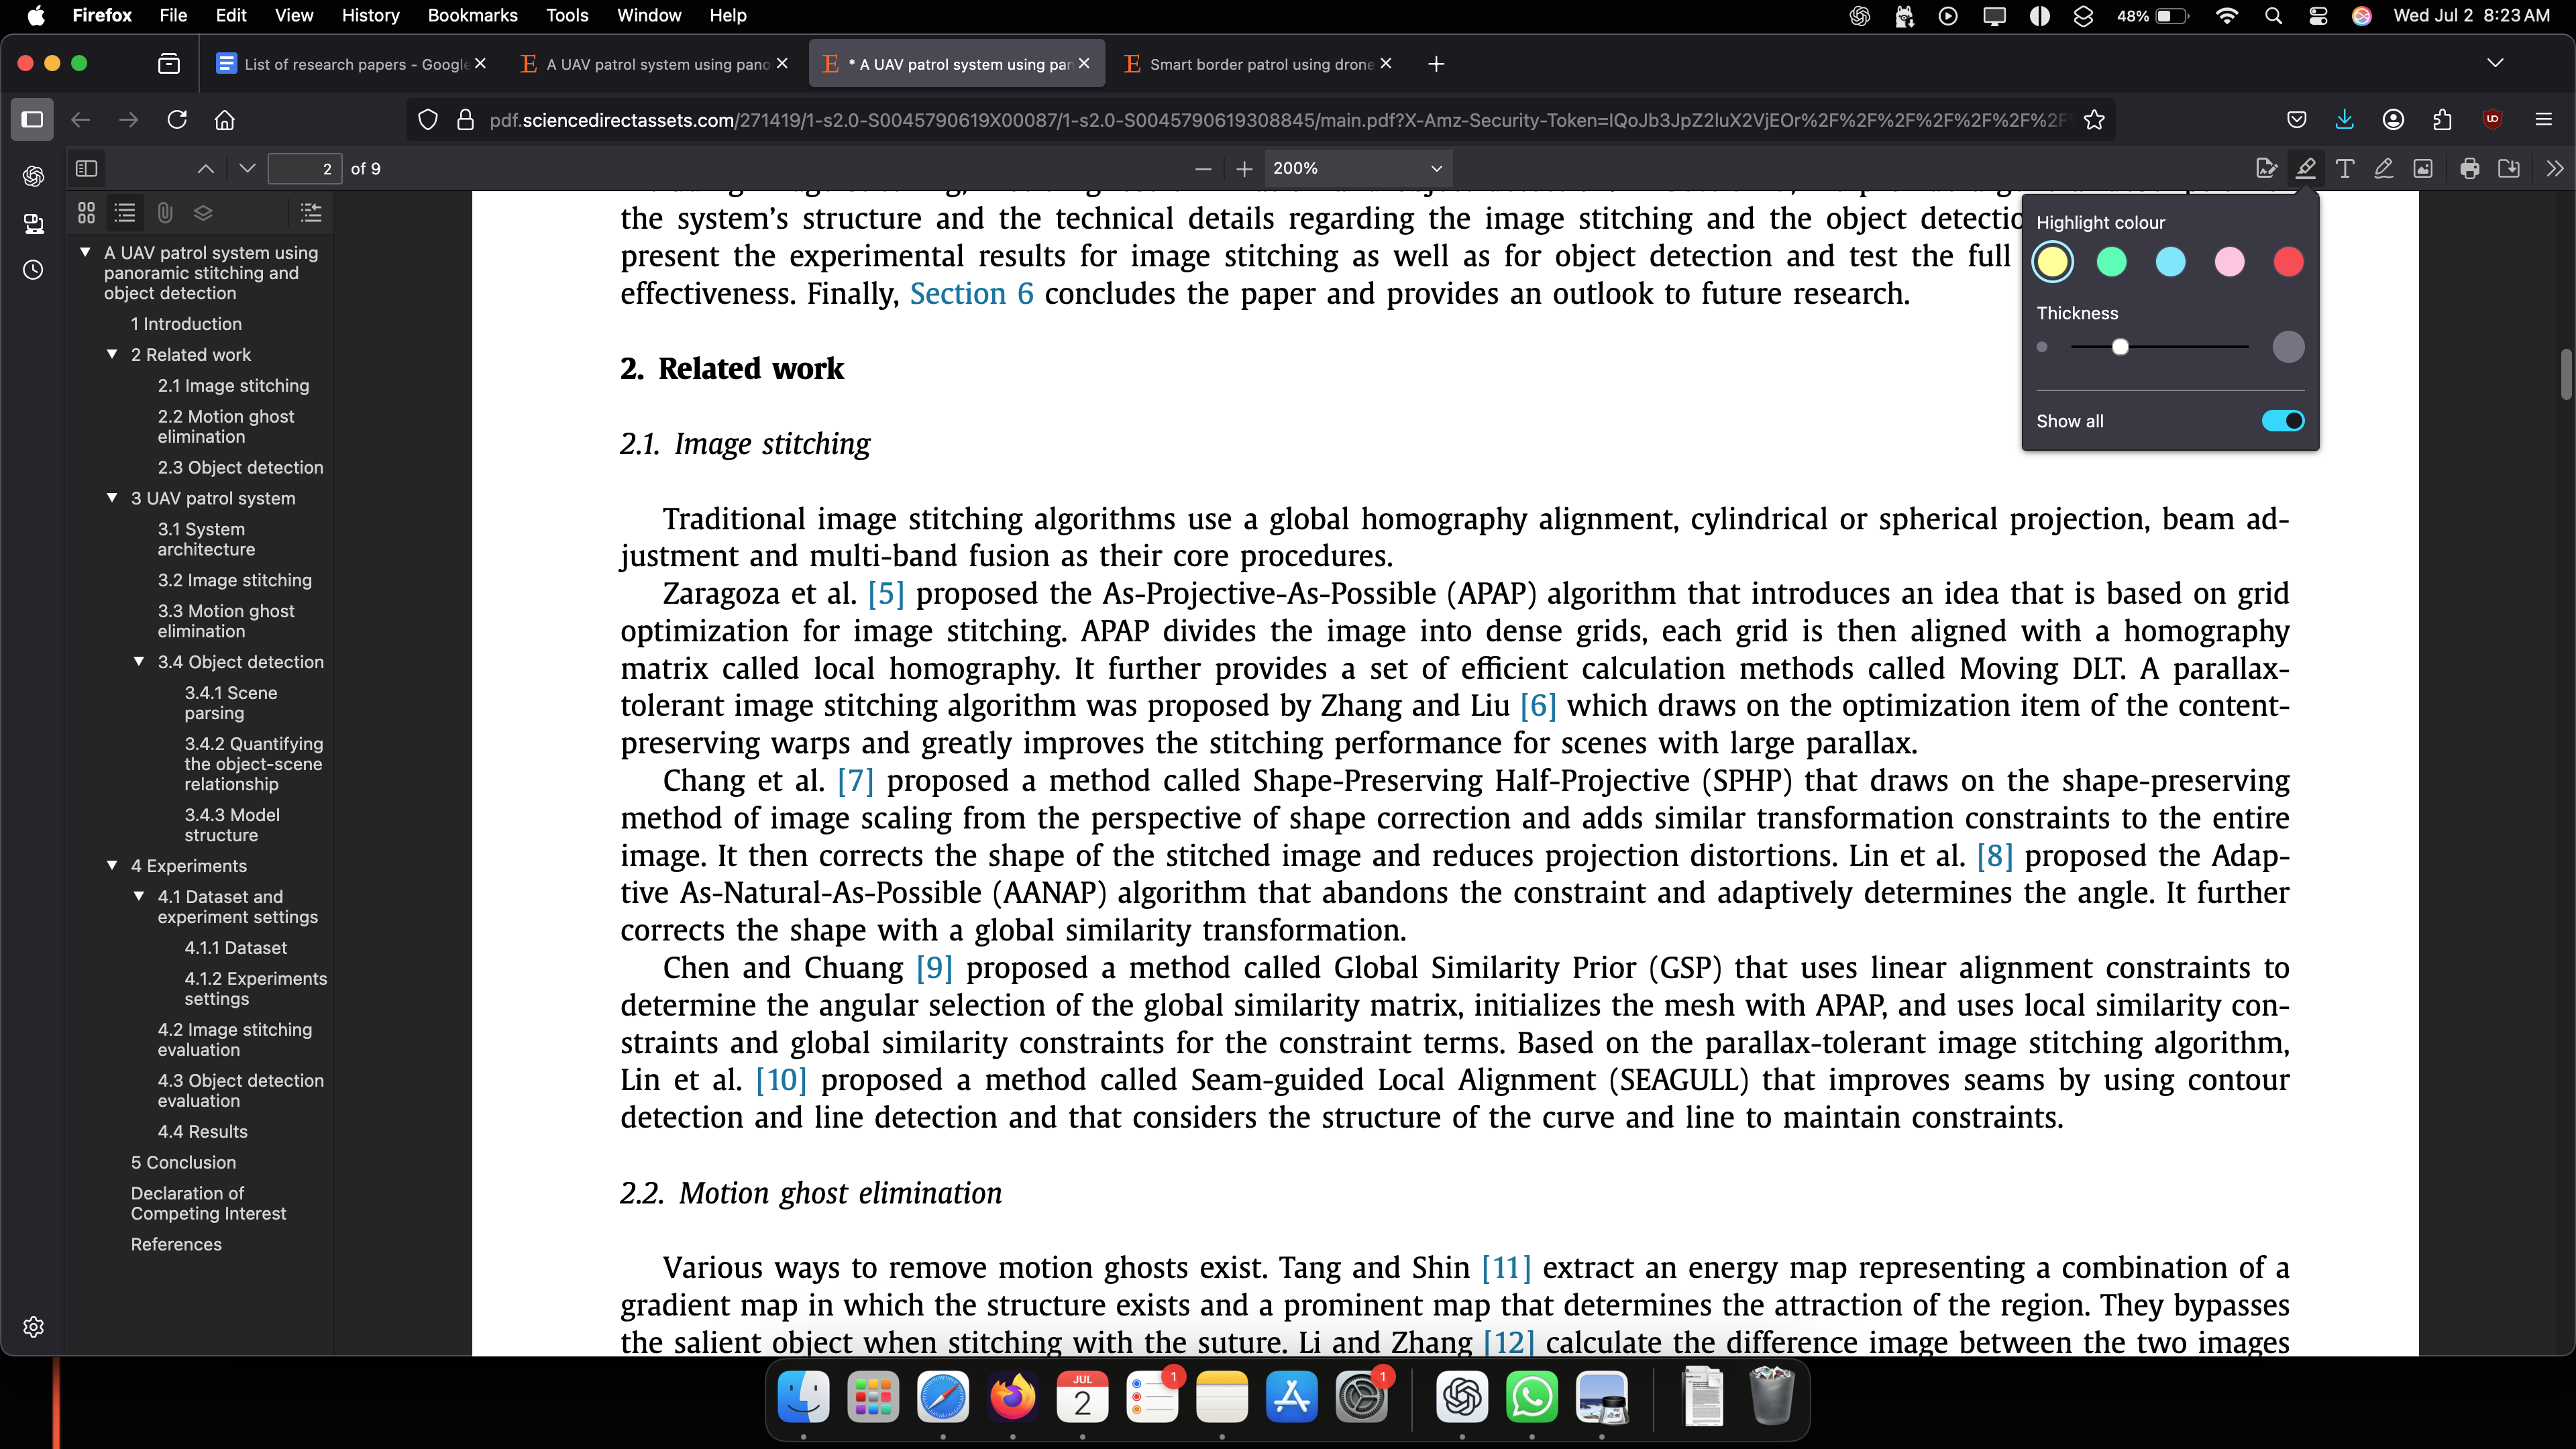 Firefox File Edit View History Bookmarks Tools Window Help
48% Wed Jul 2 8:23 AM
List of research papers - Google
A UAV patrol system using pano
* A UAV patrol system using pan
Smart border patrol using drone
pdf.sciencedirectassets.com/271419/1-s2.0-S0045790619X00087/1-s2.0-S0045790619308845/main.pdf?X-Amz-Security-Token=IQoJb3JpZ2luX2VjEOr%2F%2F%2F%2F%2F%2F%2F
2 of 9
200%
A UAV patrol system using
panoramic stitching and
object detection
1 Introduction
2 Related work
2.1 Image stitching
2.2 Motion ghost
elimination
2.3 Object detection
3 UAV patrol system
3.1 System
architecture
3.2 Image stitching
3.3 Motion ghost
elimination
3.4 Object detection
3.4.1 Scene
parsing
3.4.2 Quantifying
the object-scene
relationship
3.4.3 Model
structure
4 Experiments
4.1 Dataset and
experiment settings
4.1.1 Dataset
4.1.2 Experiments
settings
4.2 Image stitching
evaluation
4.3 Object detection
evaluation
4.4 Results
5 Conclusion
Declaration of
Competing Interest
References
the system's structure and the technical details regarding the image stitching and the object detectio
present the experimental results for image stitching as well as for object detection and test the full
effectiveness. Finally, Section 6 concludes the paper and provides an outlook to future research.
2. Related work
2.1. Image stitching
Traditional image stitching algorithms use a global homography alignment, cylindrical or spherical projection, beam ad-
justment and multi-band fusion as their core procedures.
Zaragoza et al. [5] proposed the As-Projective-As-Possible (APAP) algorithm that introduces an idea that is based on grid
optimization for image stitching. APAP divides the image into dense grids, each grid is then aligned with a homography
matrix called local homography. It further provides a set of efficient calculation methods called Moving DLT. A parallax-
tolerant image stitching algorithm was proposed by Zhang and Liu [6] which draws on the optimization item of the content-
preserving warps and greatly improves the stitching performance for scenes with large parallax.
Chang et al. [7] proposed a method called Shape-Preserving Half-Projective (SPHP) that draws on the shape-preserving
method of image scaling from the perspective of shape correction and adds similar transformation constraints to the entire
image. It then corrects the shape of the stitched image and reduces projection distortions. Lin et al. [8] proposed the Adap-
tive As-Natural-As-Possible (AANAP) algorithm that abandons the constraint and adaptively determines the angle. It further
corrects the shape with a global similarity transformation.
Chen and Chuang [9] proposed a method called Global Similarity Prior (GSP) that uses linear alignment constraints to
determine the angular selection of the global similarity matrix, initializes the mesh with APAP, and uses local similarity con-
straints and global similarity constraints for the constraint terms. Based on the parallax-tolerant image stitching algorithm,
Lin et al. [10] proposed a method called Seam-guided Local Alignment (SEAGULL) that improves seams by using contour
detection and line detection and that considers the structure of the curve and line to maintain constraints.
2.2. Motion ghost elimination
Various ways to remove motion ghosts exist. Tang and Shin [11] extract an energy map representing a combination of a
gradient map in which the structure exists and a prominent map that determines the attraction of the region. They bypasses
the salient object when stitching with the suture. Li and Zhang [12] calculate the difference image between the two images
Highlight colour
Thickness
Show all
JUL
2
1
1